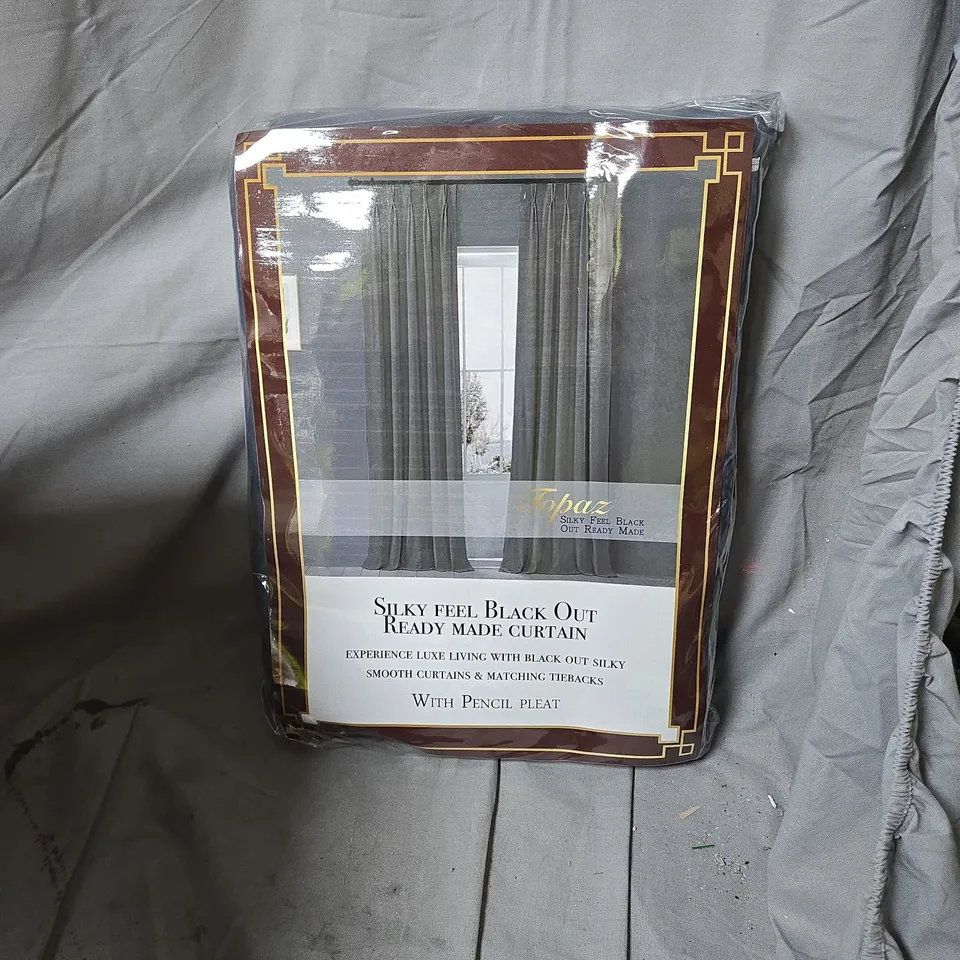 Topaz
Silky Feel Black
Out Ready Made
Silky feel Black Out
Ready made curtain
experience luxe living with black out silky
smooth curtains & matching tiebacks
With Pencil pleat